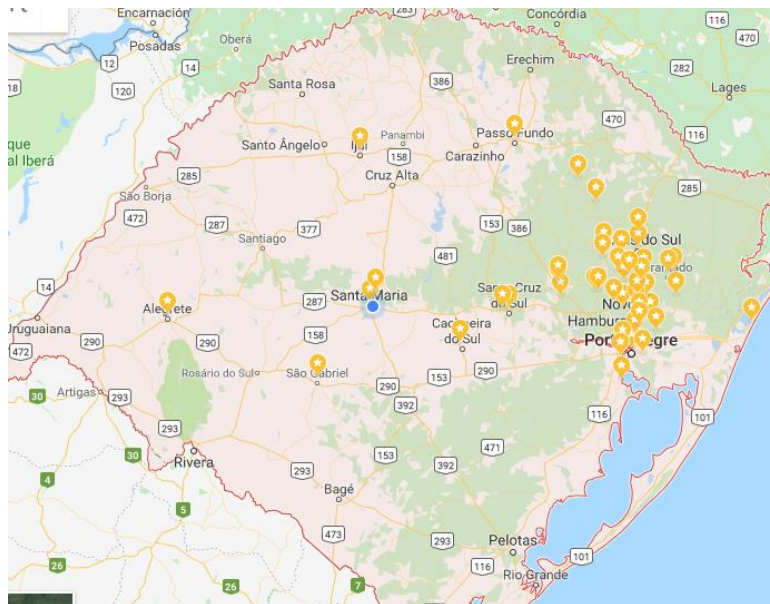 Encarnación
Posadas
Oberá
Concórdia
283
116
470
12
14
120
18
386
Erechim
282
Lages
Santa Rosa
470
116
que
al Iberá
Santo Ângelo
Ijuí
Panambi
158
Passo Fundo
Carazinho
Cruz Alta
285
285
São Borja
472
287
377
153
386
Santiago
481
14
Santa Maria
287
Santa Cruz
do Sul
do Sul
Novo
Hamburgo
Alegrete
Uruguaiana
472
290
290
158
Cachoeira
do Sul
Porto Alegre
Rosário do Sul
São Gabriel
290
153
290
30
Artigas
293
392
116
101
293
471
30
Rivera
293
153
392
4
5
Bagé
473
293
Pelotas
116
101
26
26
7
Rio Grande